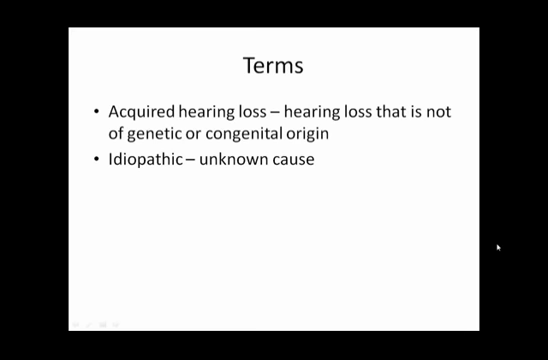 Terms
• Acquired hearing loss – hearing loss that is not
of genetic or congenital origin
• Idiopathic – unknown cause